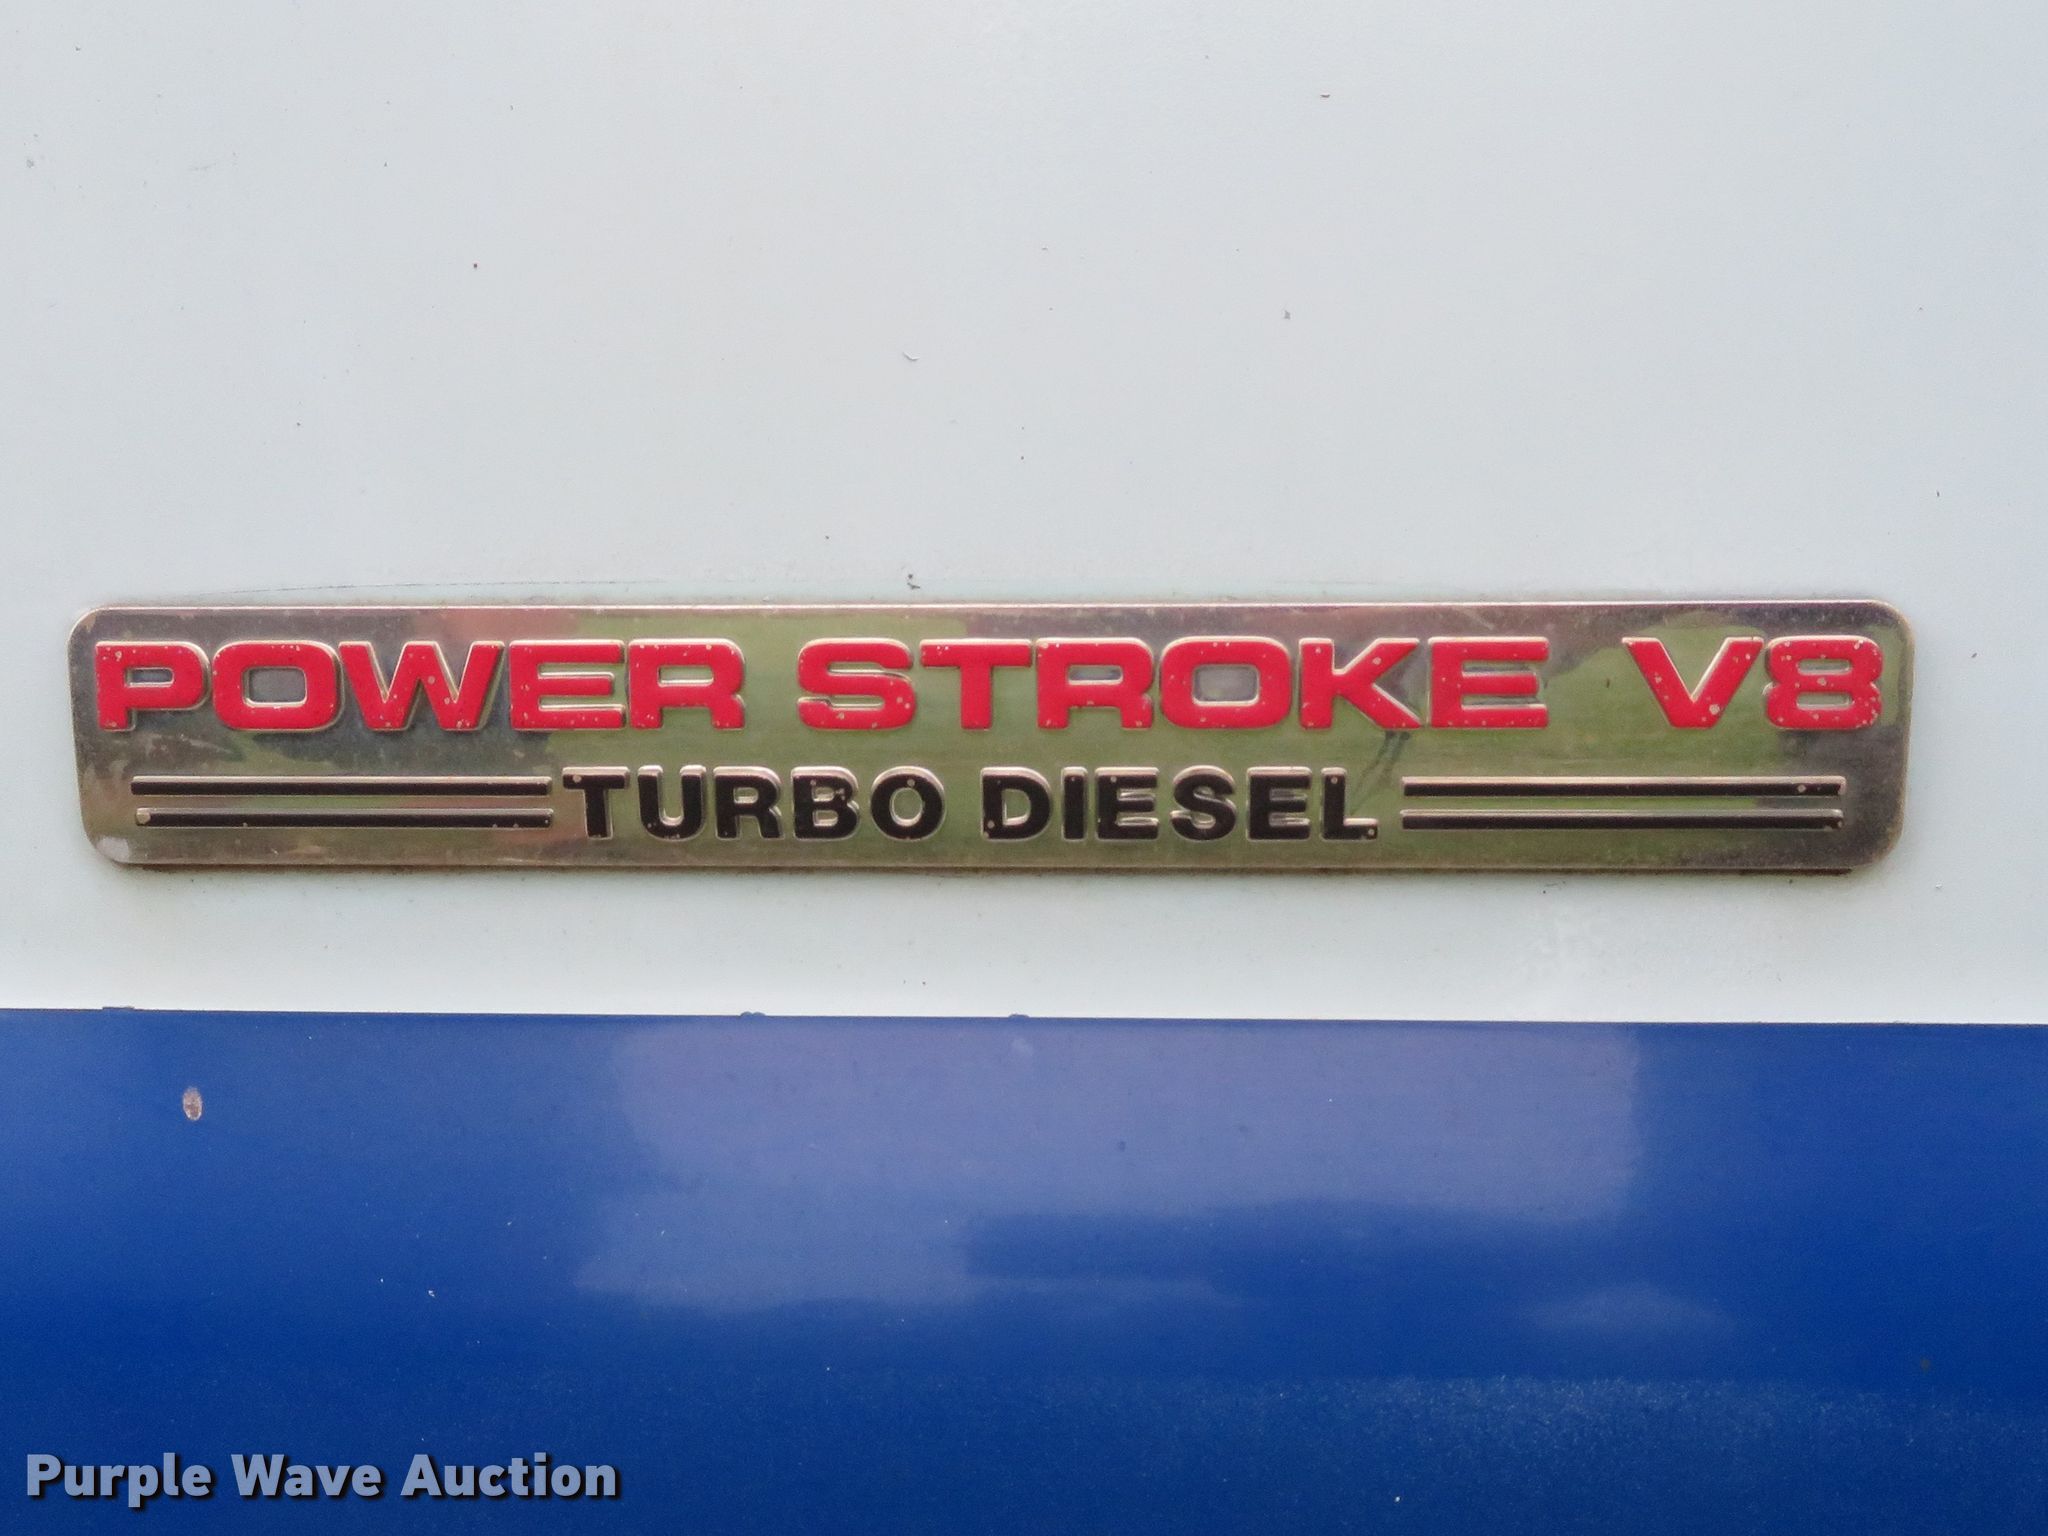 POWER STROKE V8
TURBO DIESEL
Purple Wave Auction